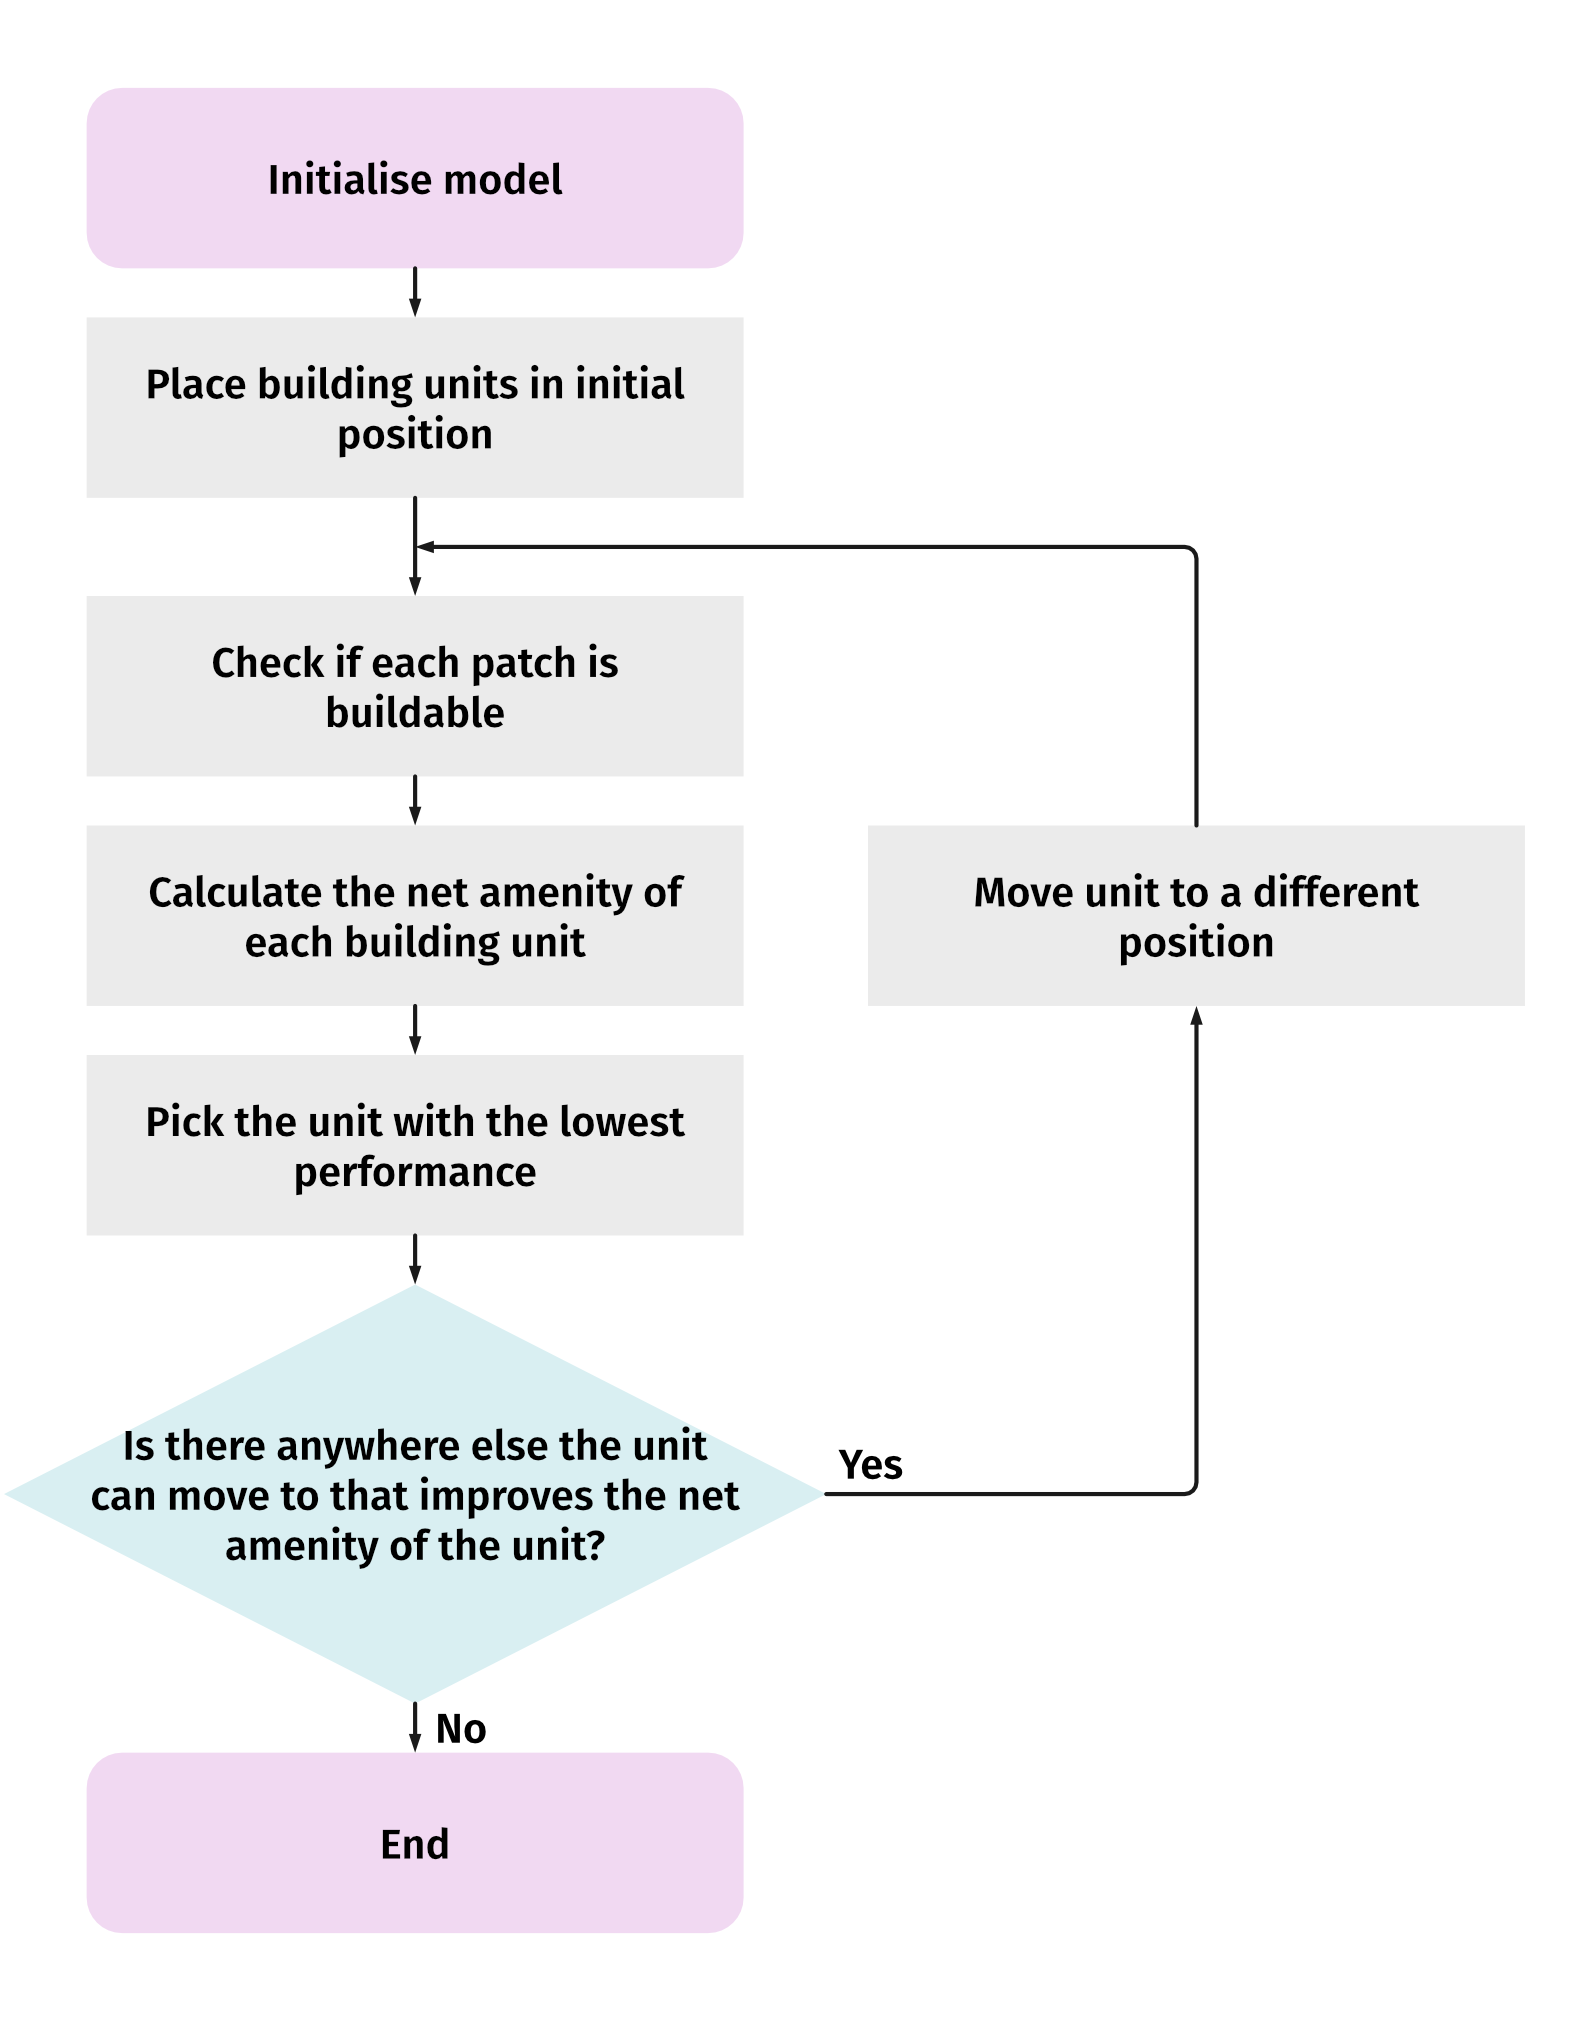 Initialise model
Place building units in initial
position
Check if each patch is
buildable
Calculate the net amenity of
each building unit
Move unit to a different
position
Pick the unit with the lowest
performance
Is there anywhere else the unit
can move to that improves the net
amenity of the unit?
Yes
No
End